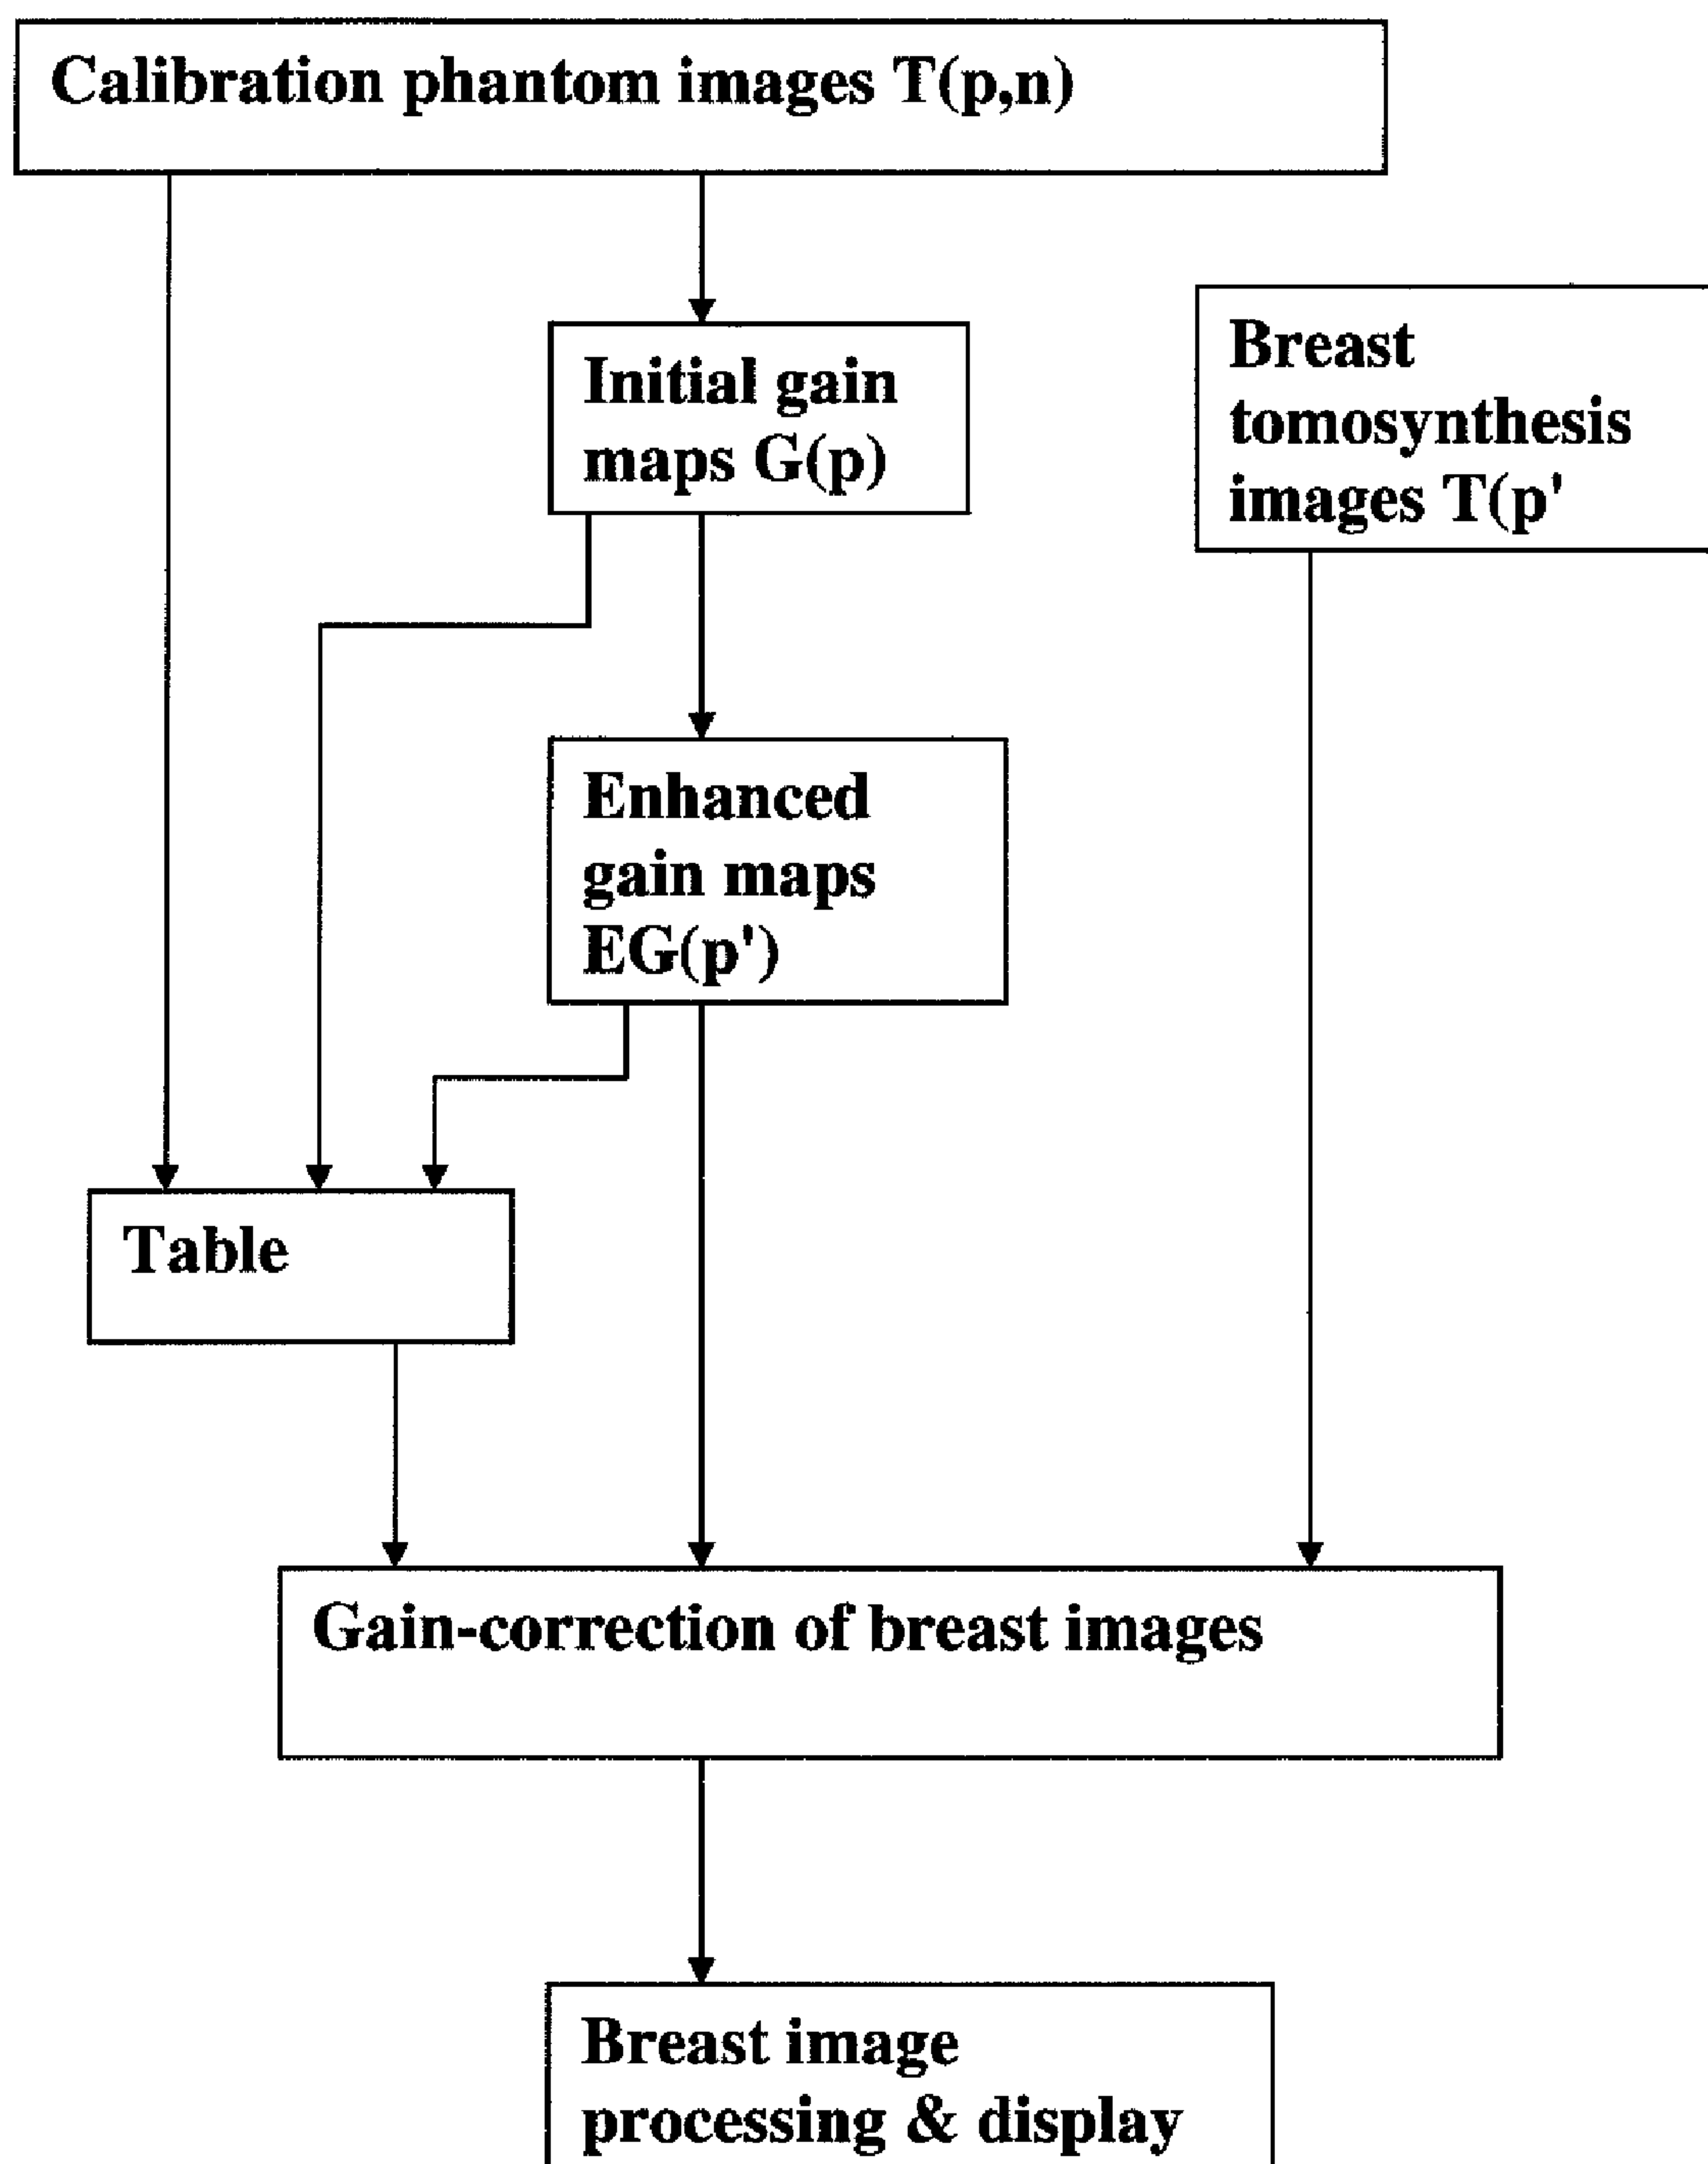 Calibration phantom images T(p,n)
Initial gain
maps G(p)
Breast
tomosynthesis
images T(p'
Enhanced
gain maps
EG(p')
Table
Gain-correction of breast images
Breast image
processing & display